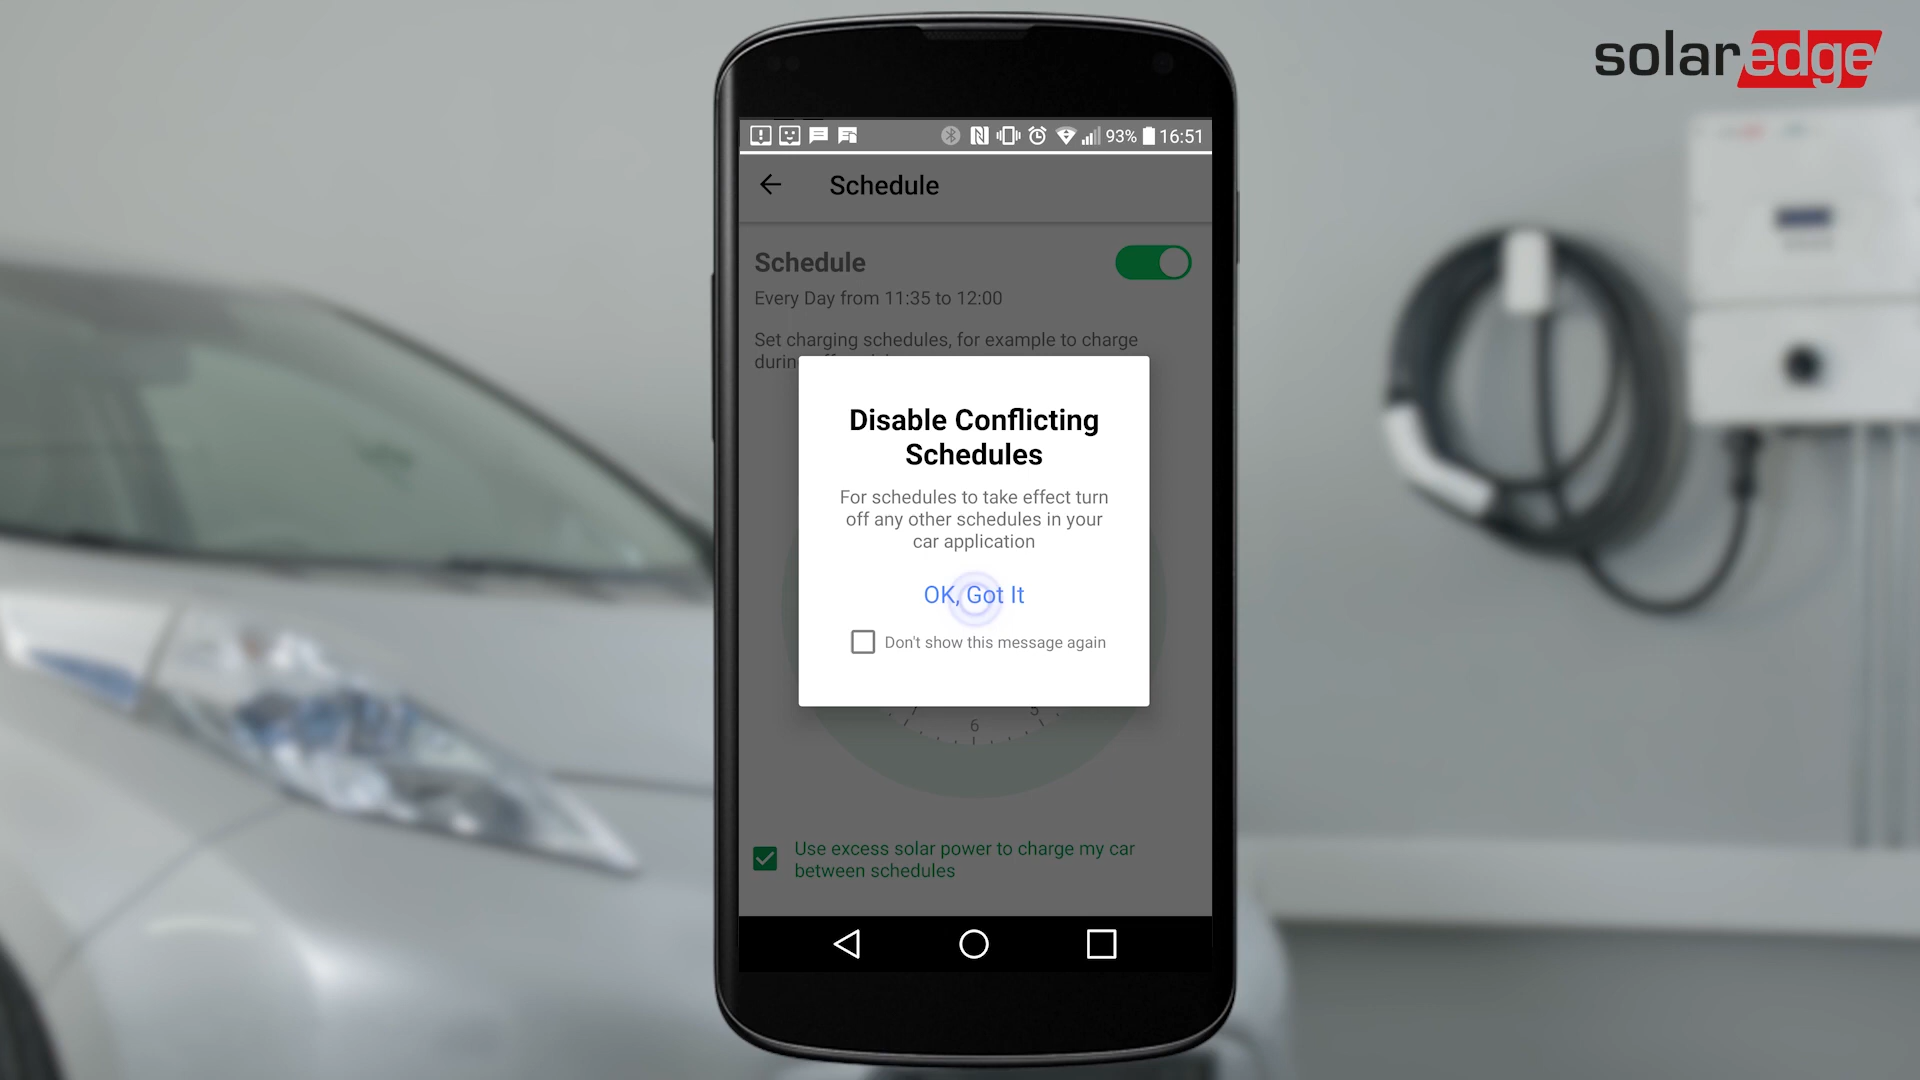 solaredge
93% 16:51
Schedule
Schedule
Every Day from 11:35 to 12:00
Set charging schedules, for example to charge
Disable Conflicting
Schedules
For schedules to take effect turn
off any other schedules in your
car application
OK, Got It
Don't show this message again
5
6
Use excess solar power to charge my car
between schedules